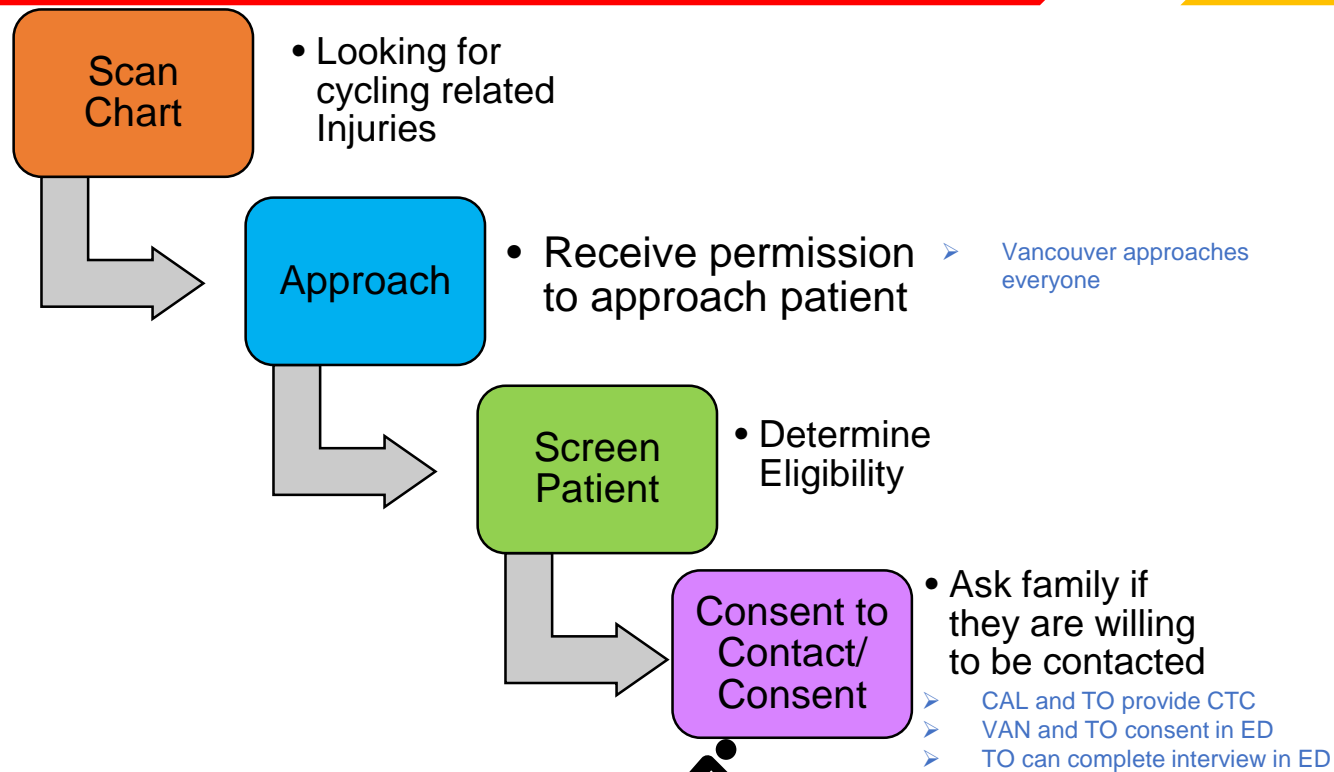 Scan
Chart
• Looking for
cycling related
Injuries
Approach
• Receive permission
to approach patient
➢ Vancouver approaches
everyone
Screen
Patient
• Determine
Eligibility
Consent to
Contact/
Consent
• Ask family if
they are willing
to be contacted
➢ CAL and TO provide CTC
➢ VAN and TO consent in ED
➢ TO can complete interview in ED